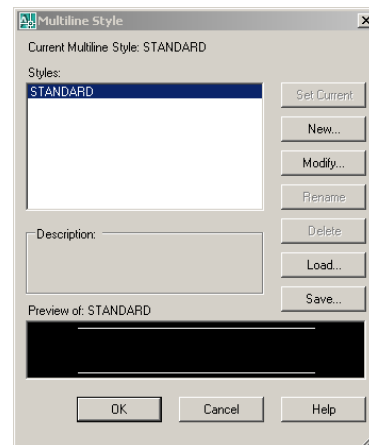 Multiline Style
Current Multiline Style: STANDARD
Styles:
STANDARD
Set Current
New...
Modify...
Rename
Description:
Delete
Load...
Save...
Preview of: STANDARD
OK
Cancel
Help